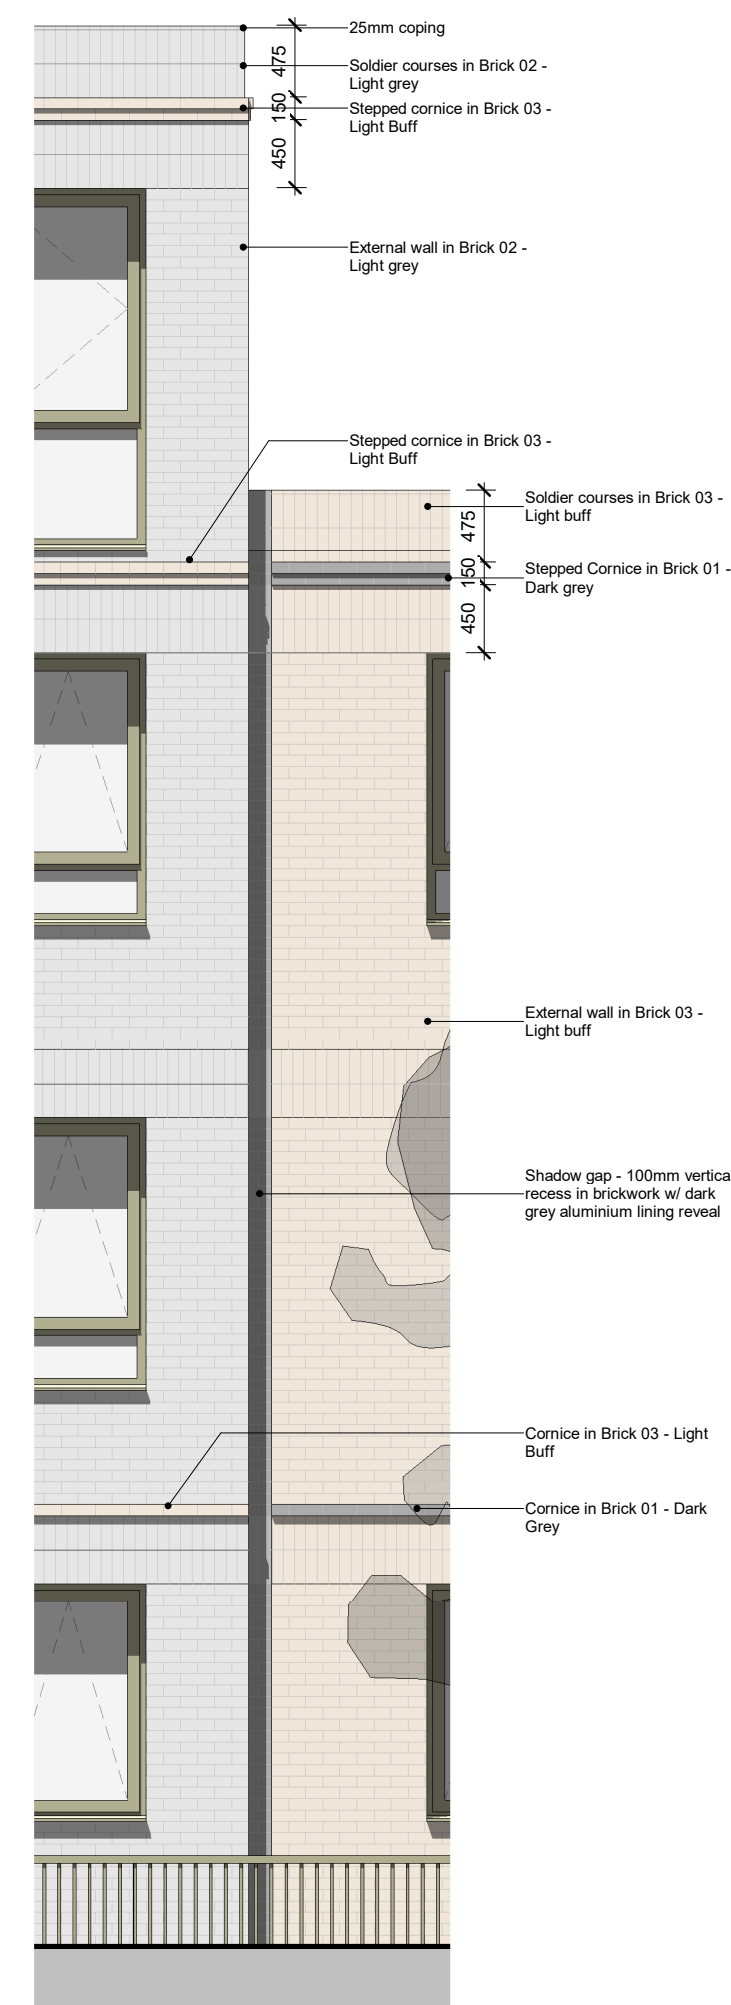 25mm coping
475
Soldier courses in Brick 02 -
Light grey
150
Stepped cornice in Brick 03 -
Light Buff
450
External wall in Brick 02 -
Light grey
Stepped cornice in Brick 03 -
Light Buff
Soldier courses in Brick 03 -
Light buff
475
150
Stepped Cornice in Brick 01 -
Dark grey
450
External wall in Brick 03 -
Light buff
Shadow gap - 100mm vertica
recess in brickwork w/ dark
grey aluminium lining reveal
Cornice in Brick 03 - Light
Buff
Cornice in Brick 01 - Dark
Grey